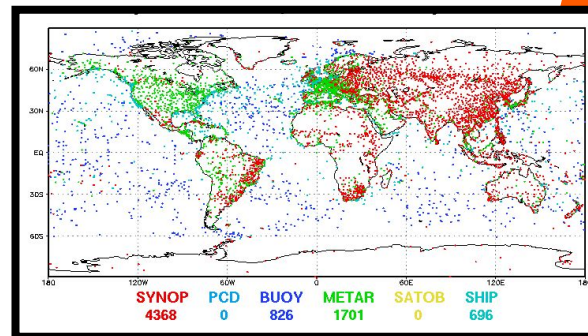 60N
30N
EQ
30S
60S
180 120W 60W 0 60E 120E 180
SYNOP PCD BUOY METAR SATOB SHIP
4368 0 826 1701 0 696